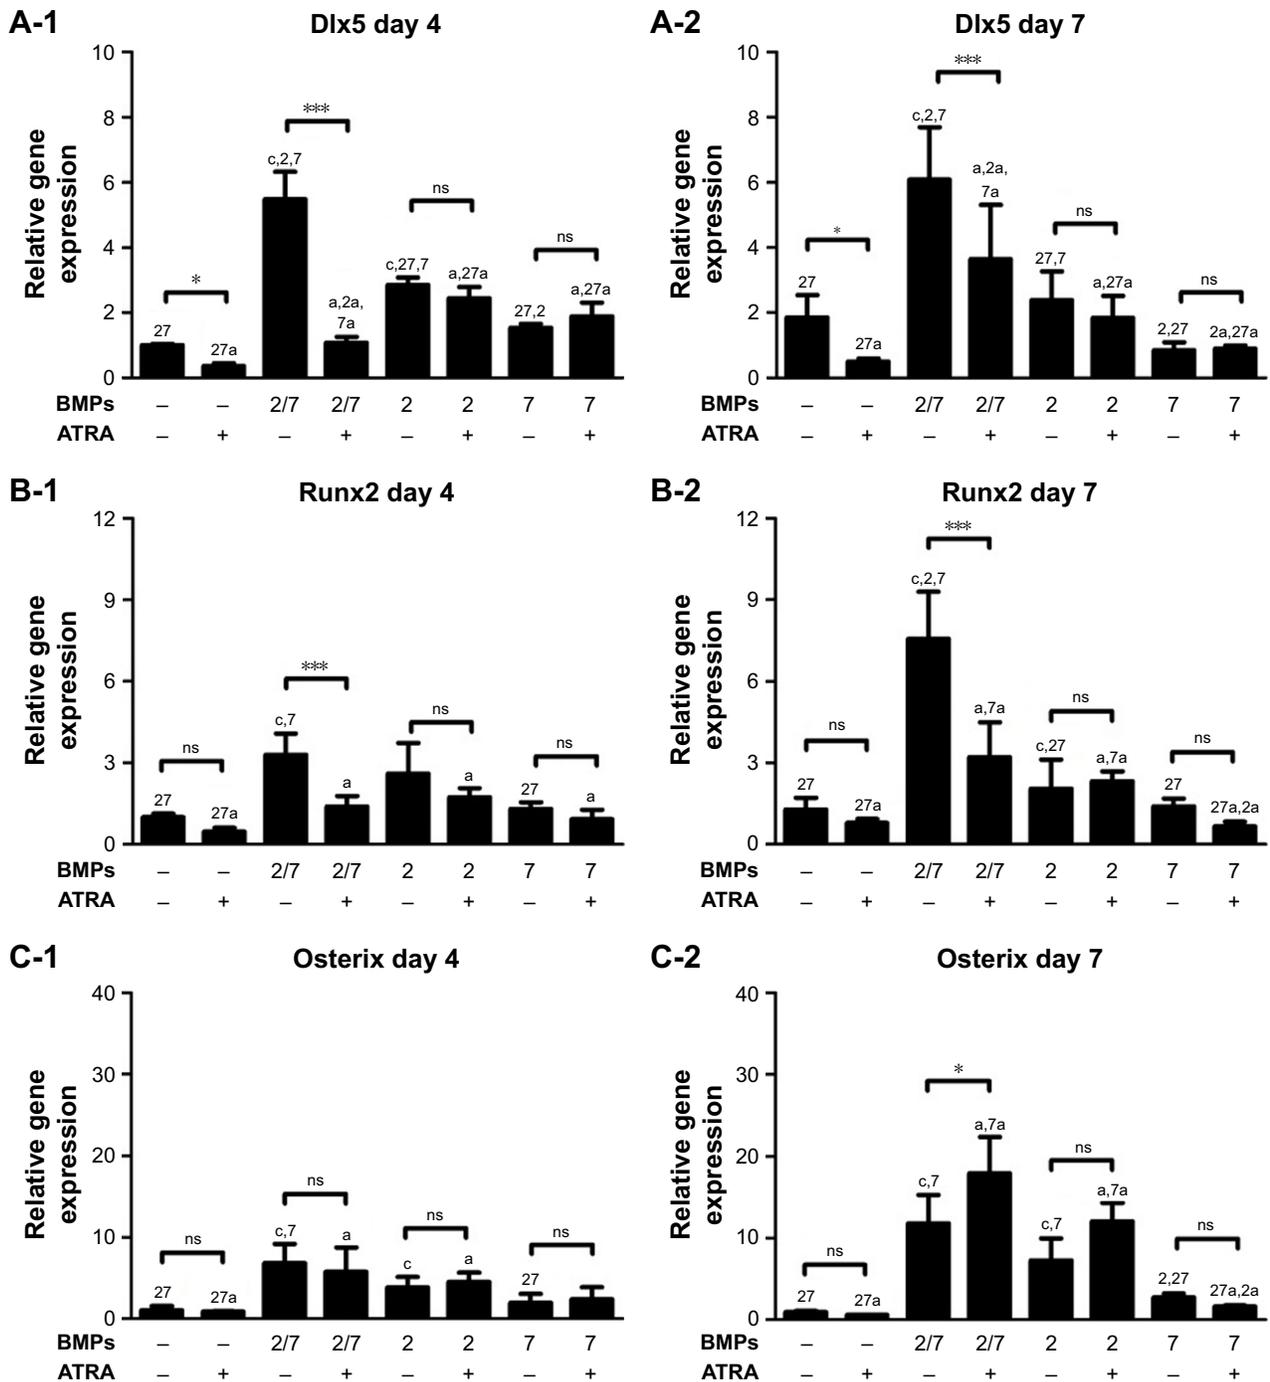 A-1
Dlx5 day 4
Relative gene
expression
10
8
6
4
2
0
*
***
ns
ns
27
27a
c,2,7
a,2a,
7a
c,27,7
a,27a
27,2
a,27a
BMPs – – 2/7 2/7 2 2 7 7
ATRA – + – + – + – +
A-2
Dlx5 day 7
Relative gene
expression
10
8
6
4
2
0
*
***
ns
ns
27
27a
c,2,7
a,2a,
7a
27,7
a,27a
2,27
2a,27a
BMPs – – 2/7 2/7 2 2 7 7
ATRA – + – + – + – +
B-1
Runx2 day 4
Relative gene
expression
12
9
6
3
0
ns
***
ns
ns
27
27a
c,7
a
a
27
a
BMPs – – 2/7 2/7 2 2 7 7
ATRA – + – + – + – +
B-2
Runx2 day 7
Relative gene
expression
12
9
6
3
0
ns
***
ns
ns
27
27a
c,2,7
a,7a
c,27
a,7a
27
27a,2a
BMPs – – 2/7 2/7 2 2 7 7
ATRA – + – + – + – +
C-1
Osterix day 4
Relative gene
expression
40
30
20
10
0
ns
ns
ns
ns
27
27a
c,7
a
c
a
27
BMPs – – 2/7 2/7 2 2 7 7
ATRA – + – + – + – +
C-2
Osterix day 7
Relative gene
expression
40
30
20
10
0
ns
*
ns
ns
27
27a
c,7
a,7a
c,7
a,7a
2,27
27a,2a
BMPs – – 2/7 2/7 2 2 7 7
ATRA – + – + – + – +